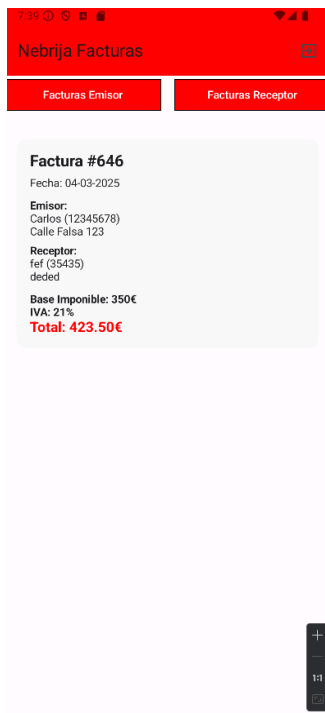 7:39
Nebrija Facturas
Facturas Emisor
Facturas Receptor
Factura #646
Fecha: 04-03-2025
Emisor:
Carlos (12345678)
Calle Falsa 123
Receptor:
fef (35435)
deded
Base Imponible: 350€
IVA: 21%
Total: 423.50€
1:1